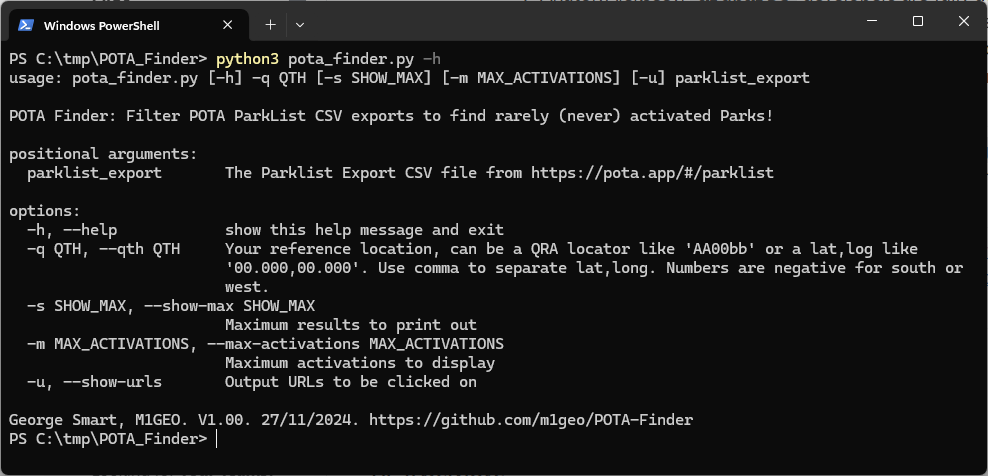 Windows PowerShell
PS C:\tmp\POTA_Finder> python3 pota_finder.py -h
usage: pota_finder.py [-h] -q QTH [-s SHOW_MAX] [-m MAX_ACTIVATIONS] [-u] parklist_export
POTA Finder: Filter POTA ParkList CSV exports to find rarely (never) activated Parks!
positional arguments:
parklist_export       The Parklist Export CSV file from https://pota.app/#/parklist
options:
-h, --help            show this help message and exit
-q QTH, --qth QTH     Your reference location, can be a QRA locator like 'AA00bb' or a lat,log like
'00.000,00.000'. Use comma to separate lat,long. Numbers are negative for south or
west.
-s SHOW_MAX, --show-max SHOW_MAX
Maximum results to print out
-m MAX_ACTIVATIONS, --max-activations MAX_ACTIVATIONS
Maximum activations to display
-u, --show-urls       Output URLs to be clicked on
George Smart, M1GEO. V1.00. 27/11/2024. https://github.com/m1geo/POTA-Finder
PS C:\tmp\POTA_Finder>